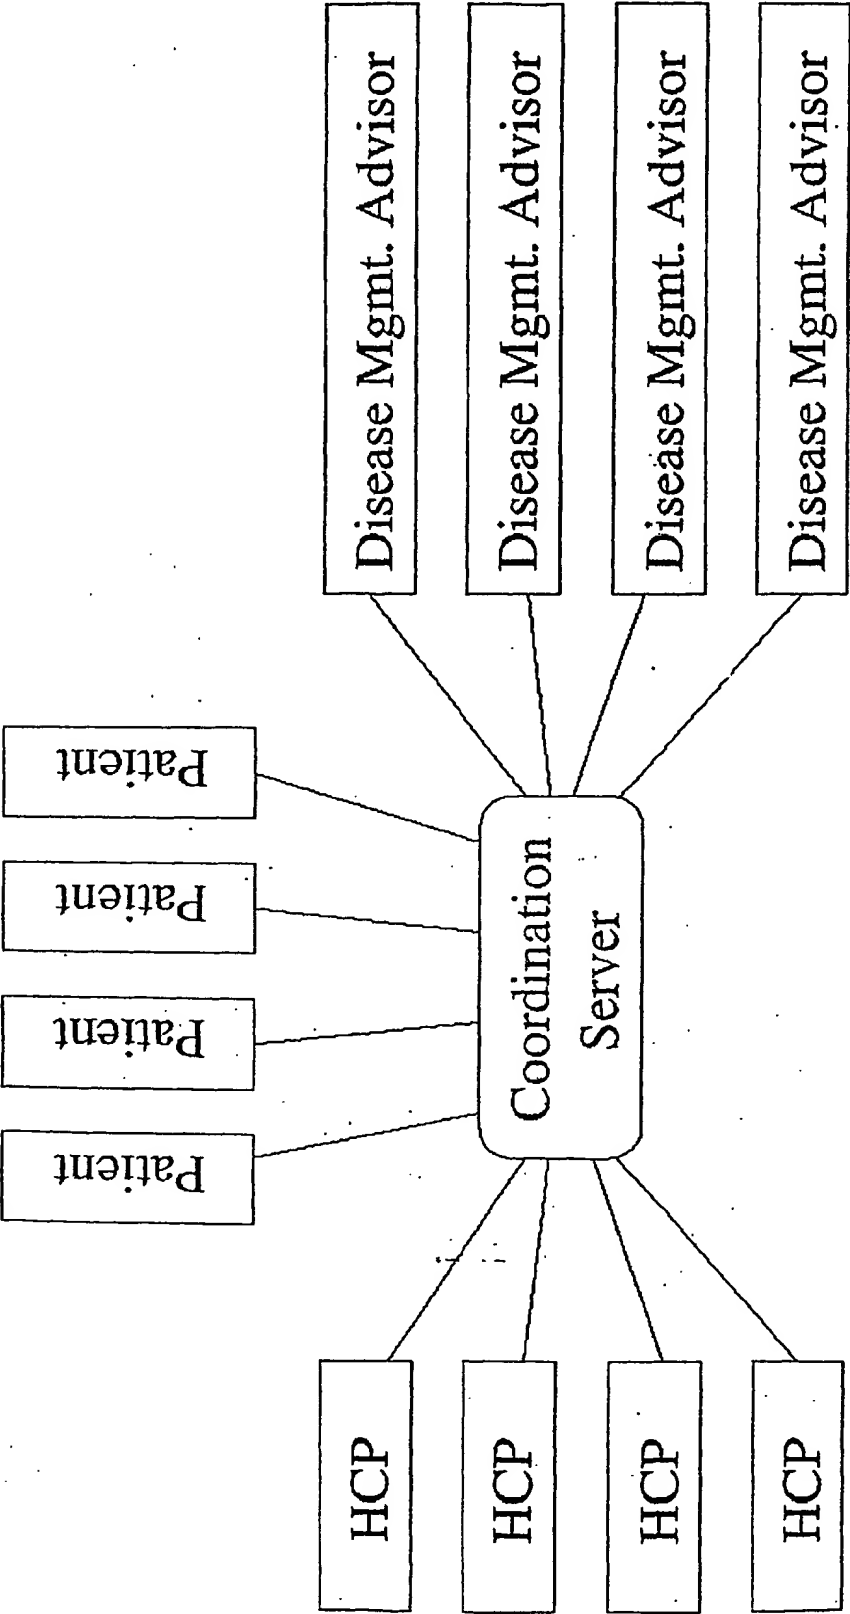 Disease Mgmt. Advisor
Disease Mgmt. Advisor
Disease Mgmt. Advisor
Disease Mgmt. Advisor
Patient
Patient
Patient
Patient
Coordination
Server
HCP
HCP
HCP
HCP